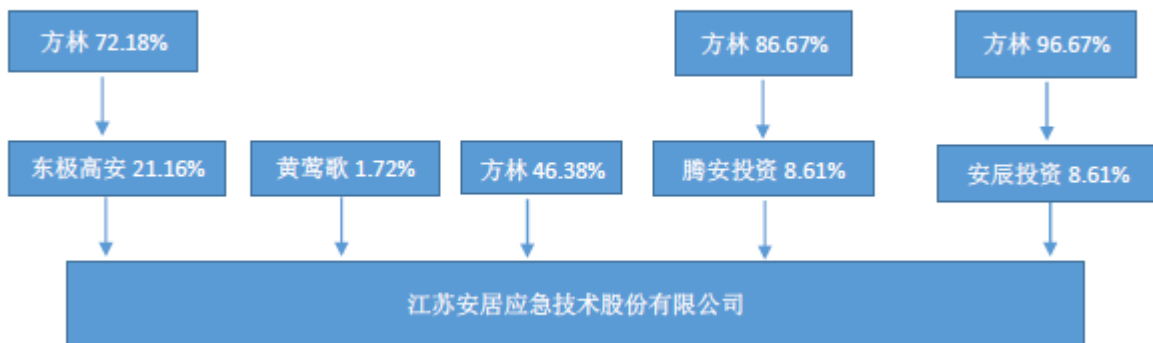 方林 72.18%
方林 86.67%
方林 96.67%
东极高安 21.16%
黄莺歌 1.72%
方林 46.38%
腾安投资 8.61%
安辰投资 8.61%
江苏安居应急技术股份有限公司